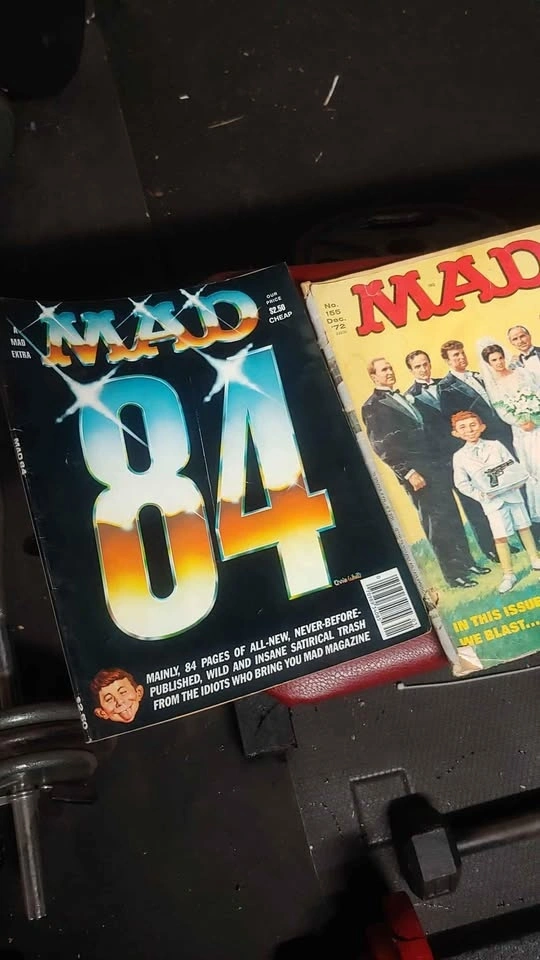 A
MAD
EXTRA
MAD
OUR
PRICE
$2.50
CHEAP
84
MAD 84
MAINLY, 84 PAGES OF ALL-NEW, NEVER-BEFORE-
PUBLISHED, WILD AND INSANE SATIRICAL TRASH
FROM THE IDIOTS WHO BRING YOU MAD MAGAZINE
$2.50
No.
155
Dec.
'72
MAD
IN THIS ISSUE
WE BLAST...